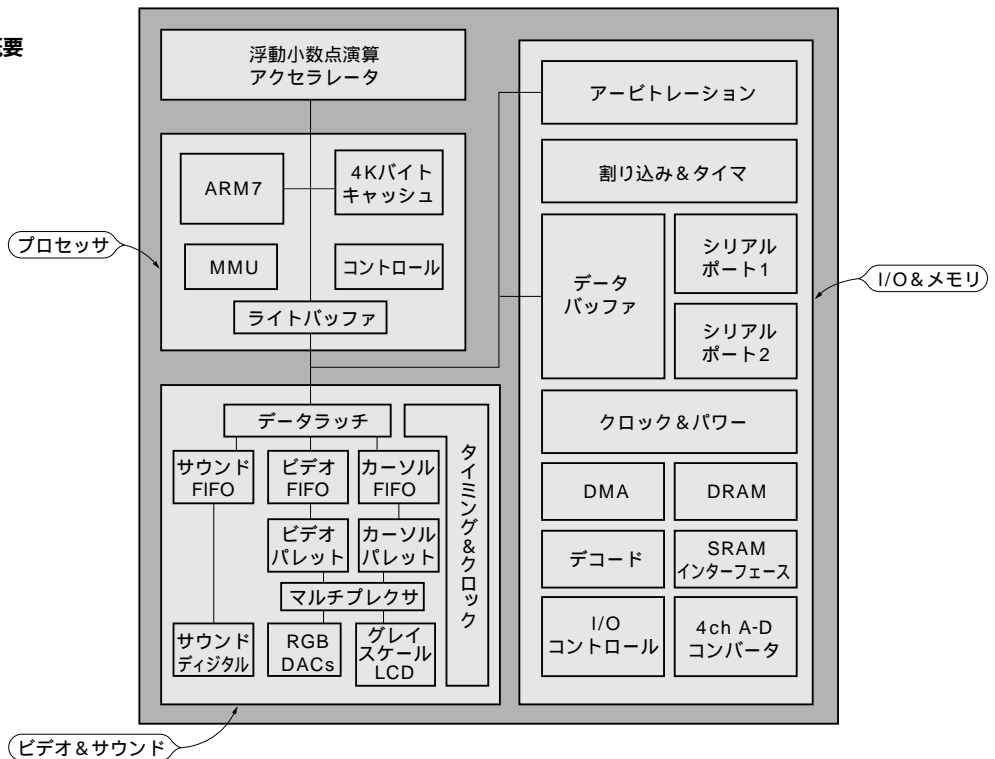 概要
浮動小数点演算
アクセラレータ
ARM7
4Kバイト
キャッシュ
MMU
コントロール
ライトバッファ
プロセッサ
データラッチ
サウンド
FIFO
ビデオ
FIFO
カーソル
FIFO
ビデオ
パレット
カーソル
パレット
マルチプレクサ
サウンド
ディジタル
RGB
DACs
グレイ
スケール
LCD
タイミング&クロック
ビデオ&サウンド
アービトレーション
割り込み&タイマ
データ
バッファ
シリアル
ポート1
シリアル
ポート2
I/O&メモリ
クロック&パワー
DMA
DRAM
デコード
SRAM
インターフェース
I/O
コントロール
4ch A-D
コンバータ